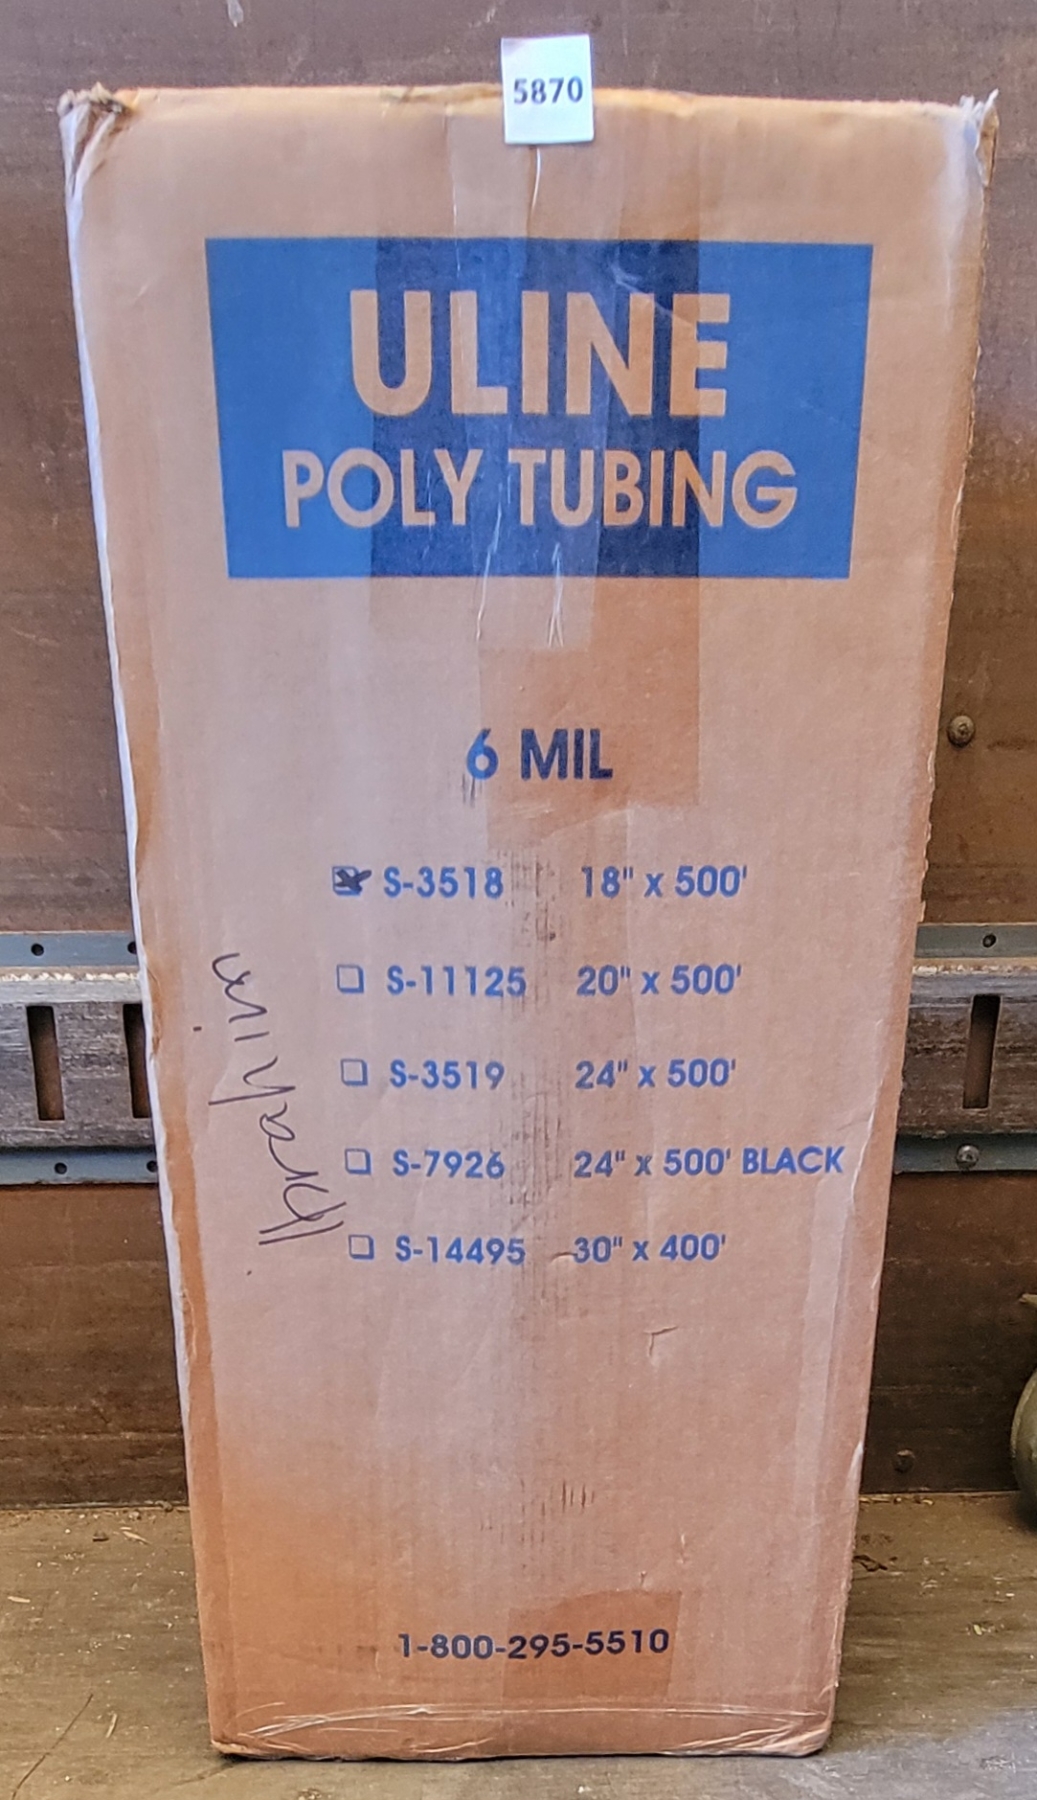 5870
ULINE
POLY TUBING
6 MIL
S-3518 18" x 500'
S-11125 20" x 500'
S-3519 24" x 500'
S-7926 24" x 500' BLACK
S-14495 30" x 400'
1-800-295-5510